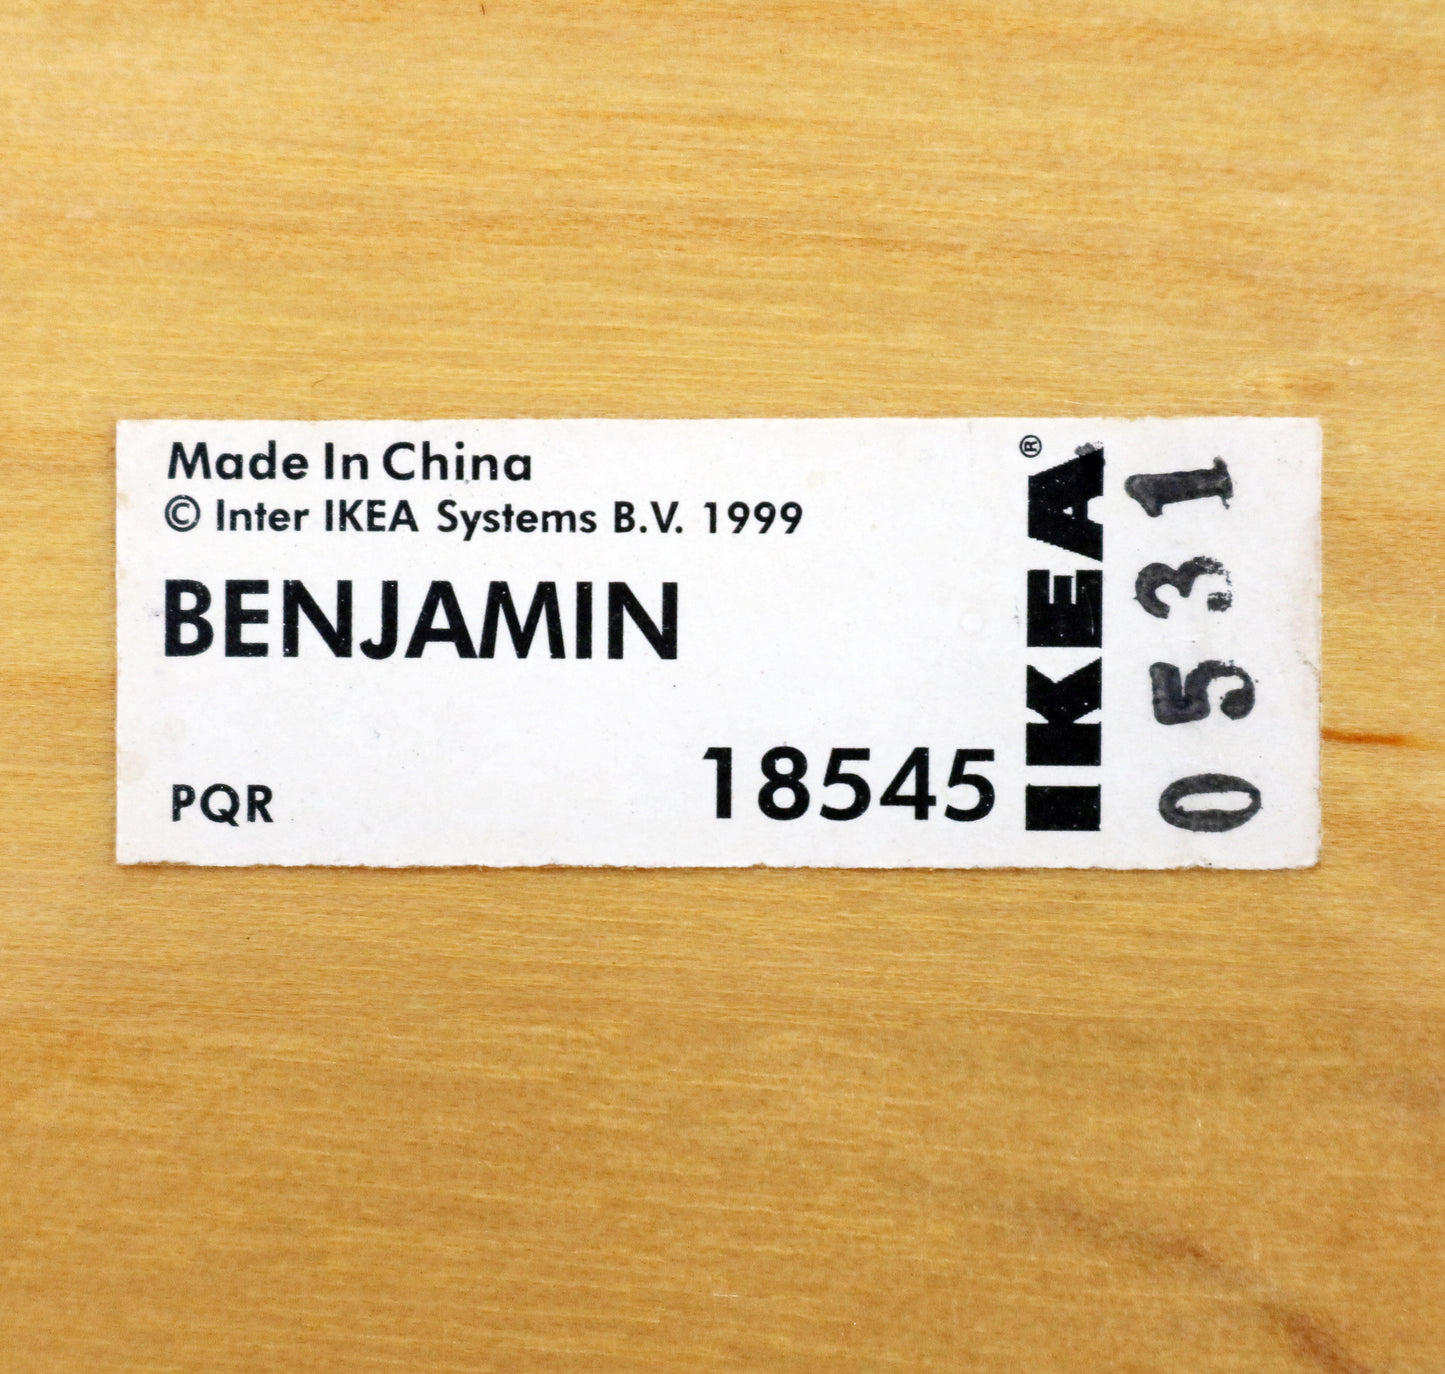 Made In China
© Inter IKEA Systems B.V. 1999
BENJAMIN
PQR
18545
IKEA®
0531